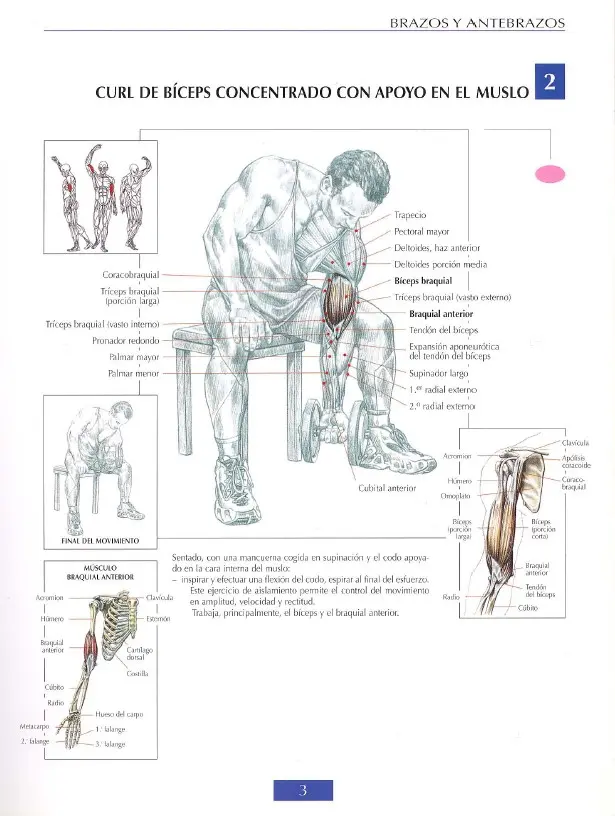 BRAZOS Y ANTEBRAZOS
CURL DE BÍCEPS CONCENTRADO CON APOYO EN EL MUSLO
2
Trapecio
Pectoral mayor
Deltoides, haz anterior
Deltoides porción media
Bíceps braquial
Tríceps braquial (vasto externo)
Braquial anterior
Tendón del bíceps
Expansión aponeurótica
del tendón del bíceps
Supinador largo
1.er radial externo
2.º radial externo
Coracobraquial
Tríceps braquial
(porción larga)
Tríceps braquial (vasto interno)
Pronador redondo
Palmar mayor
Palmar menor
Cubital anterior
FINAL DEL MOVIMIENTO
Acromion
Húmero
Omoplato
Bíceps
(porción
larga)
Radio
Clavícula
Apófisis
coracoide
Coraco-
braquial
Bíceps
(porción
corta)
Braquial
anterior
Tendón
del bíceps
Cúbito
Sentado, con una mancuerna cogida en supinación y el codo apoya-
do en la cara interna del muslo:
– inspirar y efectuar una flexión del codo, espirar al final del esfuerzo.
Este ejercicio de aislamiento permite el control del movimiento
en amplitud, velocidad y rectitud.
Trabaja, principalmente, el bíceps y el braquial anterior.
MÚSCULO
BRAQUIAL ANTERIOR
Acromion
Húmero
Braquial
anterior
Cúbito
Radio
Metacarpo
2.ª falange
Clavícula
Esternón
Cartílago
dorsal
Costilla
Hueso del carpo
1.ª falange
3.ª falange
3